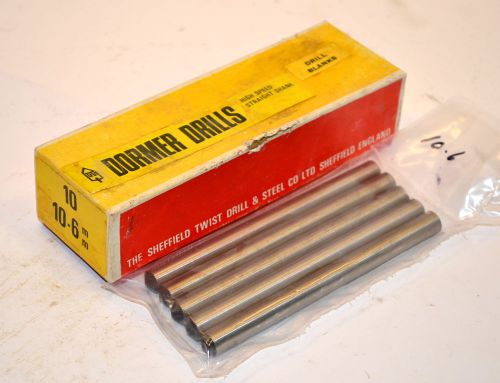 DORMER DRILLS
HIGH SPEED
STRAIGHT SHANK
DRILL
BLANKS
10
10·6 m/m
THE SHEFFIELD TWIST DRILL & STEEL CO LTD SHEFFIELD ENGLAND
10.6